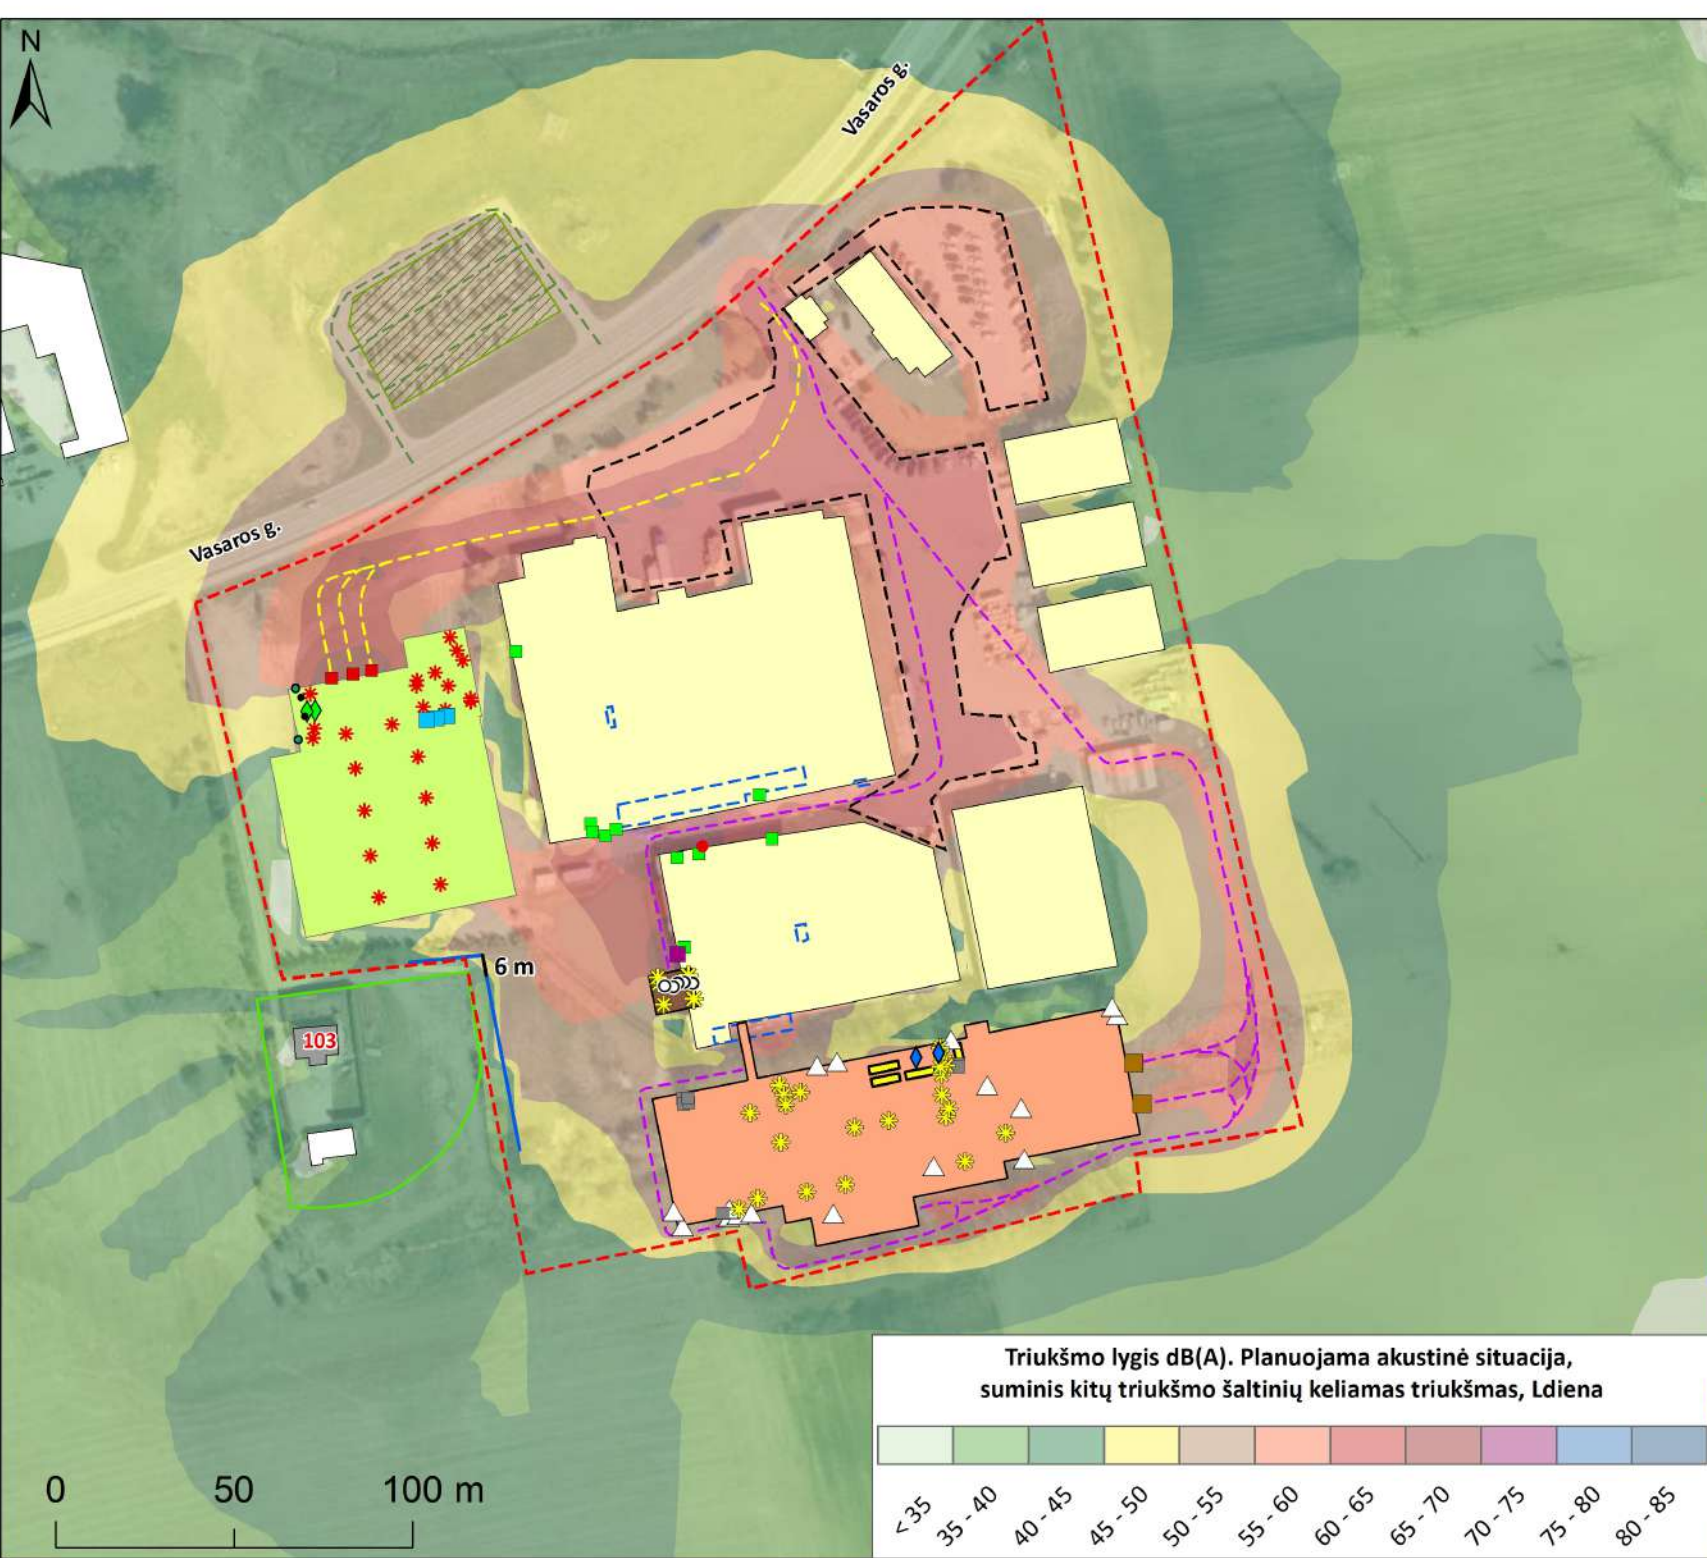 N
Vasaros g.
Vasaros g.
6 m
103
Triukšmo lygis dB(A). Planuojama akustinė situacija,
suminis kitų triukšmo šaltinių keliamas triukšmas, Ldiena
0 50 100 m
< 35 35 - 40 40 - 45 45 - 50 50 - 55 55 - 60 60 - 65 65 - 70 70 - 75 75 - 80 80 - 85